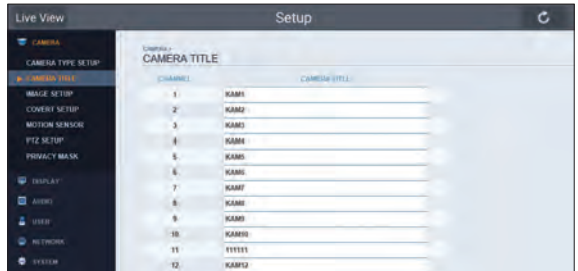 Live View
Setup
CAMERA
CAMERA TYPE SETUP
CAMERA TITLE
IMAGE SETUP
COVERT SETUP
MOTION SENSOR
PTZ SETUP
PRIVACY MASK
DISPLAY
AUDIO
USER
NETWORK
SYSTEM
CAMERA >
CAMERA TITLE
CHANNEL CAMERA TITLE
1 KAM1
2 KAM2
3 KAM3
4 KAM4
5 KAM5
6 KAM6
7 KAM7
8 KAM8
9 KAM9
10 KAM10
11 111111
12 KAM12